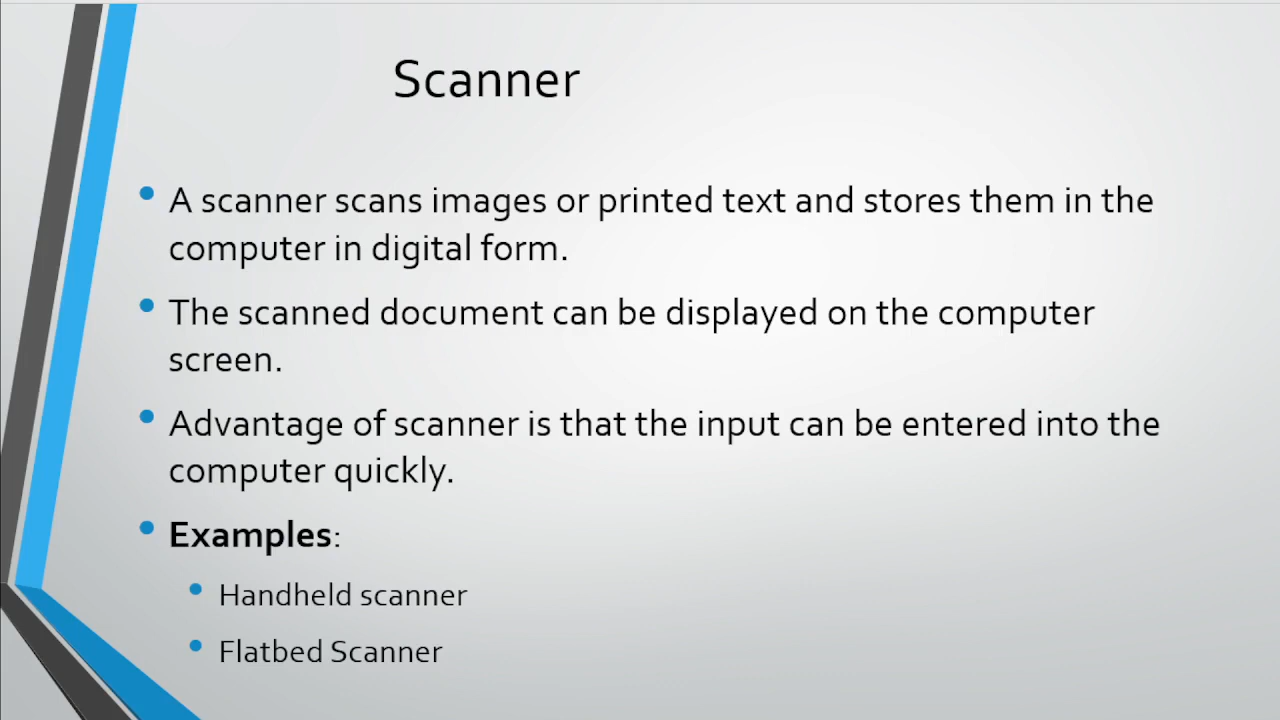 Scanner
• A scanner scans images or printed text and stores them in the
computer in digital form.
• The scanned document can be displayed on the computer
screen.
• Advantage of scanner is that the input can be entered into the
computer quickly.
• Examples:
• Handheld scanner
• Flatbed Scanner